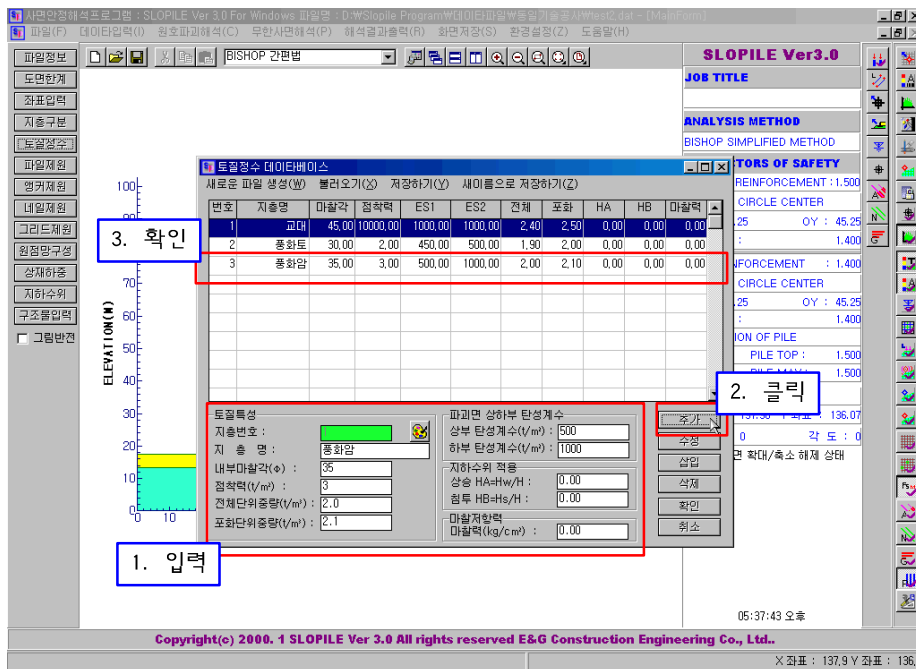 사면안정해석프로그램 : SLOPILE Ver 3,0 For Windows 파일명 : D:\Slopile Program\데이타파일\동일기술공사\test2,dat - [MainForm]
파일(F) 데이타입력(I) 원호파괴해석(C) 무한사면해석(P) 해석결과출력(R) 화면저장(S) 환경설정(Z) 도움말(H)
파일정보
도면한계
좌표입력
지층구분
토질정수
파일제원
앵커제원
네일제원
그리드제원
원점망구성
상재하중
지하수위
구조물입력
그림반전
BISHOP 간편법
SLOPILE Ver3.0
JOB TITLE
ANALYSIS METHOD
BISHOP SIMPLIFIED METHOD
TORS OF SAFETY
REINFORCEMENT : 1.500
CIRCLE CENTER
.25 OY : 45.25
: 1.400
NFORCEMENT : 1.400
CIRCLE CENTER
.25 OY : 45.25
: 1.400
ION OF PILE
PILE TOP : 1.500
1.500
136.07
0 각 도 : 0
면 확대/축소 해제 상태
05:37:43 오후
토질정수 데이타베이스
새로운 파일 생성(W) 불러오기(X) 저장하기(Y) 새이름으로 저장하기(Z)
번호 지층명 마찰각 점착력 ES1 ES2 전체 포화 HA HB 마찰력
1 교대 45,00 10000,00 1000,00 1000,00 2,40 2,50 0,00 0,00 0,00
2 풍화토 30,00 2,00 450,00 500,00 1,90 2,00 0,00 0,00 0,00
3 풍화암 35,00 3,00 500,00 1000,00 2,00 2,10 0,00 0,00 0,00
3. 확인
토질특성
지층번호 :
지 층 명 : 풍화암
내부마찰각(φ) : 35
점착력(t/m²) : 3
전체단위중량(t/m³) : 2.0
포화단위중량(t/m³) : 2.1
파괴면 상하부 탄성계수
상부 탄성계수(t/m²) : 500
하부 탄성계수(t/m²) : 1000
지하수위 적용
상승 HA=Hw/H : 0.00
침투 HB=Hs/H : 0.00
마찰저항력
마찰력(kg/cm²) : 0.00
추가
수정
삽입
삭제
확인
취소
2. 클릭
1. 입력
ELEVATION(M)
100
70
60
50
40
30
20
10
0
0 10
Copyright(c) 2000. 1 SLOPILE Ver 3.0 All rights reserved E&G Construction Engineering Co., Ltd..
X 좌표 : 137,9 Y 좌표 : 136,